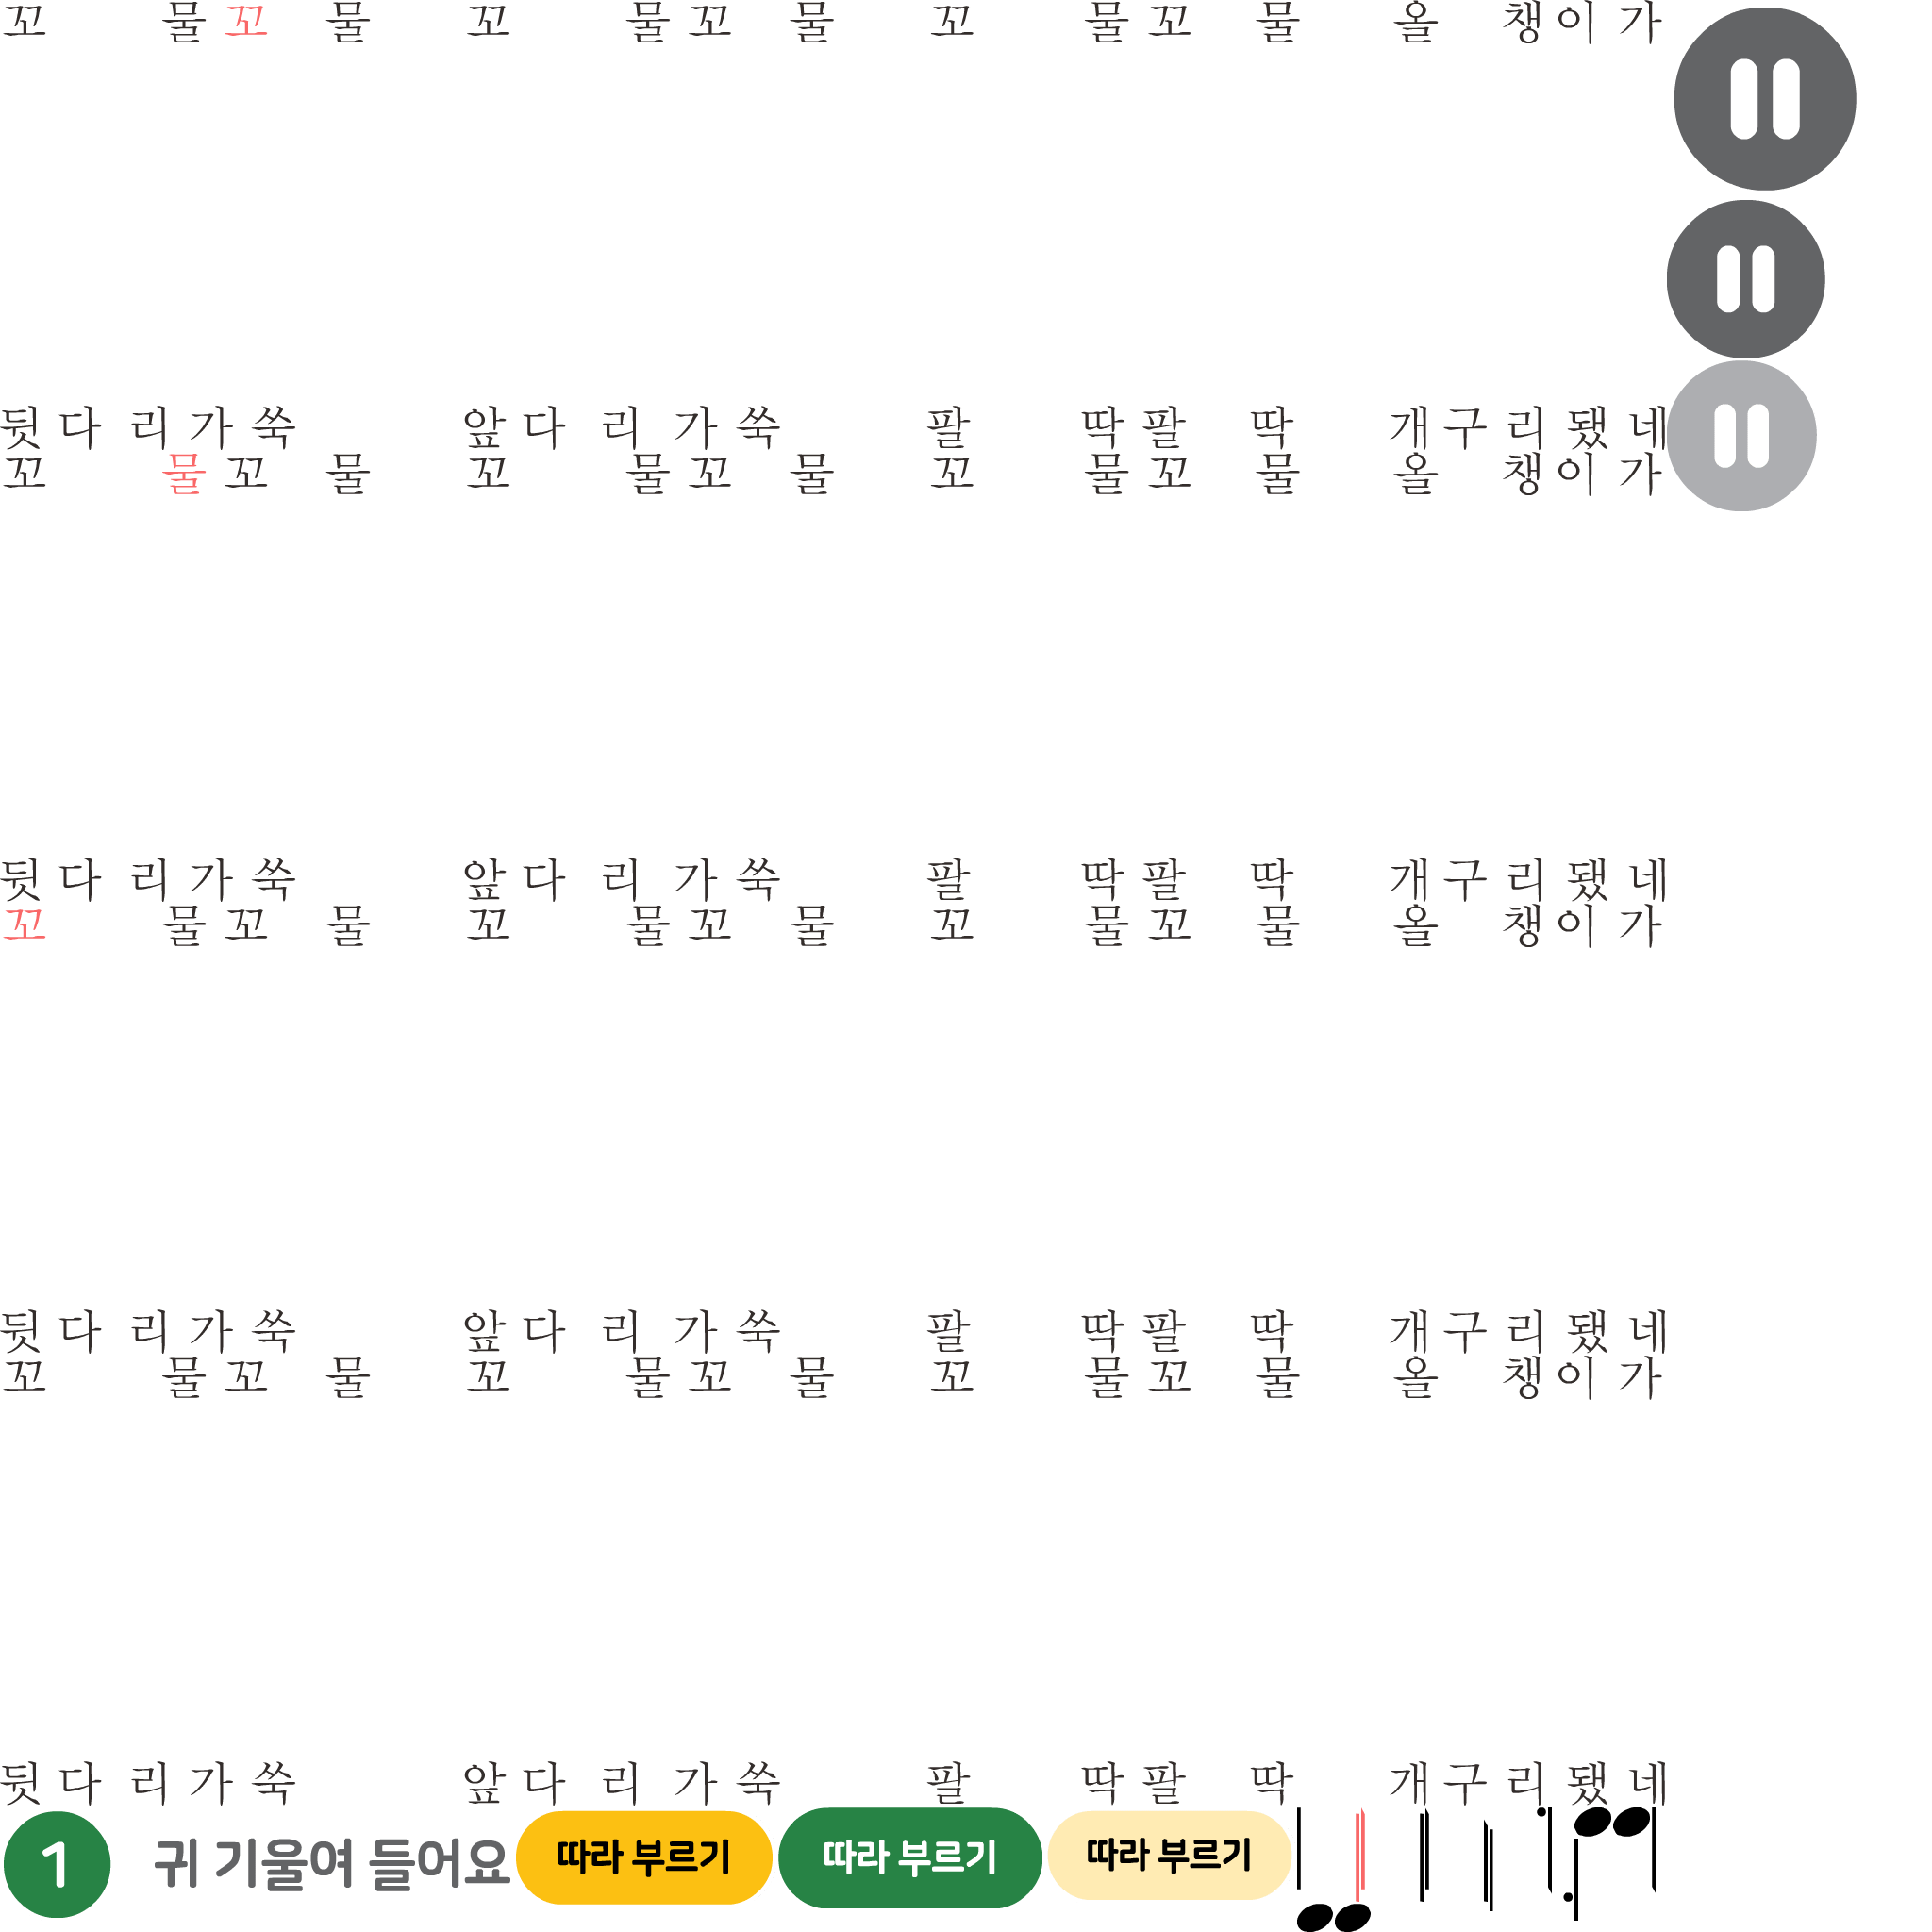 꼬 물 꼬 물 꼬 물 꼬 물 꼬 물 꼬 물 올 챙 이 가
뒷 다 리 가 쑥 앞 다 리 가 쑥 팔 딱 팔 딱 개 구 리 됐 네
꼬 물 꼬 물 꼬 물 꼬 물 꼬 물 꼬 물 올 챙 이 가
뒷 다 리 가 쑥 앞 다 리 가 쑥 팔 딱 팔 딱 개 구 리 됐 네
꼬 물 꼬 물 꼬 물 꼬 물 꼬 물 꼬 물 올 챙 이 가
뒷 다 리 가 쑥 앞 다 리 가 쑥 팔 딱 팔 딱 개 구 리 됐 네
꼬 물 꼬 물 꼬 물 꼬 물 꼬 물 꼬 물 올 챙 이 가
뒷 다 리 가 쑥 앞 다 리 가 쑥 팔 딱 팔 딱 개 구 리 됐 네
1 귀 기울여 들어요 따라 부르기 따라 부르기 따라 부르기